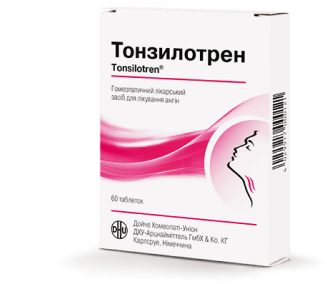 Тонзилотрен
Tonsilotren®
Гомеопатичний лікарський
засіб для лікування ангін
60 таблеток
DHU
Дойче Хомеопаті-Уніон
ДХУ-Арцнайміттель ГмбХ & Ко. КГ
Карлсруе, Німеччина